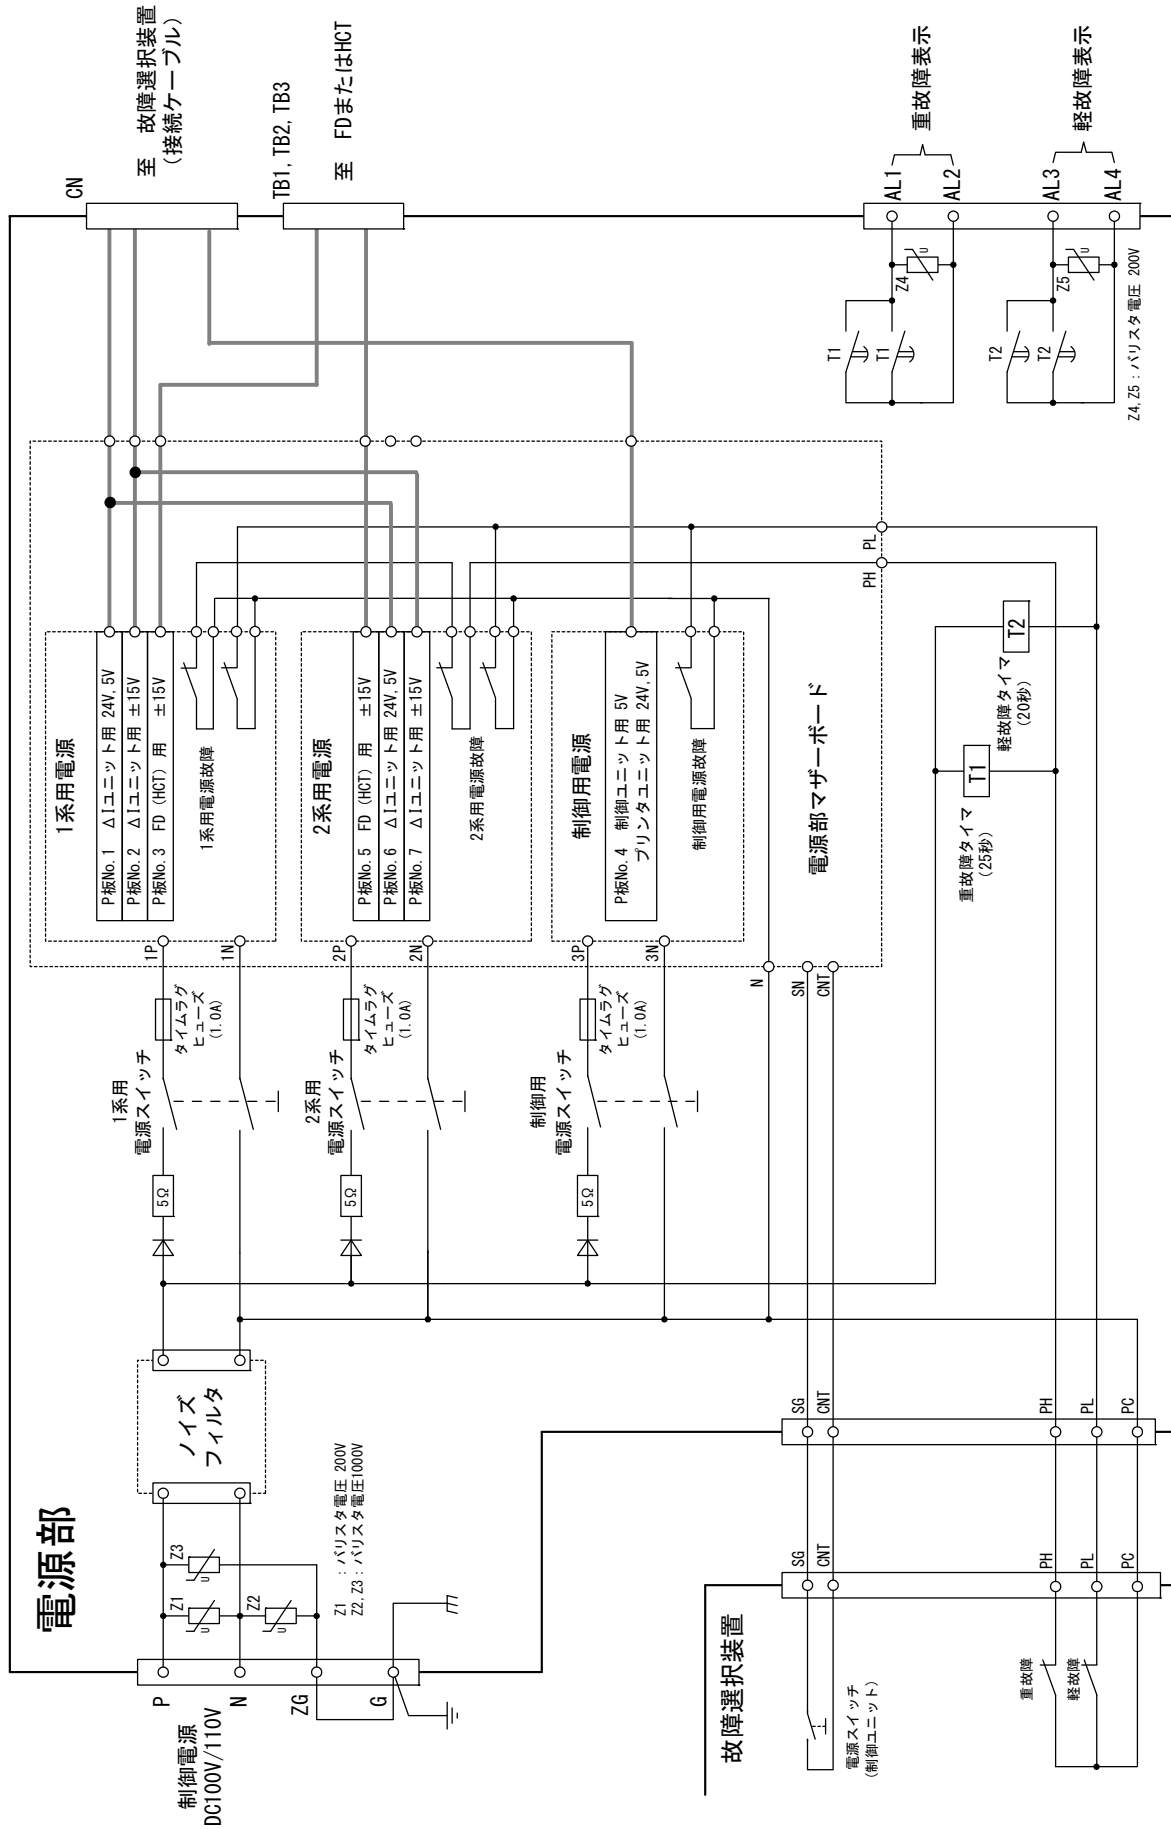 電源部
制御電源
DC100V/110V
P
N
ZG
G
Z1
Z3
Z2
U
U
U
Z1 : バリスタ電圧 200V
Z2, Z3 : バリスタ電圧1000V
ノイズ
フィルタ
5Ω
1系用
電源スイッチ
タイムラグ
ヒューズ
(1.0A)
1P
1N
5Ω
2系用
電源スイッチ
タイムラグ
ヒューズ
(1.0A)
2P
2N
5Ω
制御用
電源スイッチ
タイムラグ
ヒューズ
(1.0A)
3P
3N
N
SN
CNT
1系用電源
P板No.1 ΔIユニット用 24V,5V
P板No.2 ΔIユニット用 ±15V
P板No.3 FD (HCT) 用 ±15V
1系用電源故障
2系用電源
P板No.5 FD (HCT) 用 ±15V
P板No.6 ΔIユニット用 24V,5V
P板No.7 ΔIユニット用 ±15V
2系用電源故障
制御用電源
P板No.4 制御ユニット用 5V
プリンタユニット用 24V,5V
制御用電源故障
電源部マザーボード
PH
PL
CN
至 故障選択装置
(接続ケーブル)
TB1, TB2, TB3
至 FDまたはHCT
T1
T1
Z4
U
AL1
AL2
重故障表示
T2
T2
Z5
U
AL3
AL4
軽故障表示
Z4, Z5 : バリスタ電圧 200V
T1
重故障タイマ
(25秒)
T2
軽故障タイマ
(20秒)
SG
CNT
PH
PL
PC
故障選択装置
SG
CNT
PH
PL
PC
電源スイッチ
(制御ユニット)
重故障
軽故障